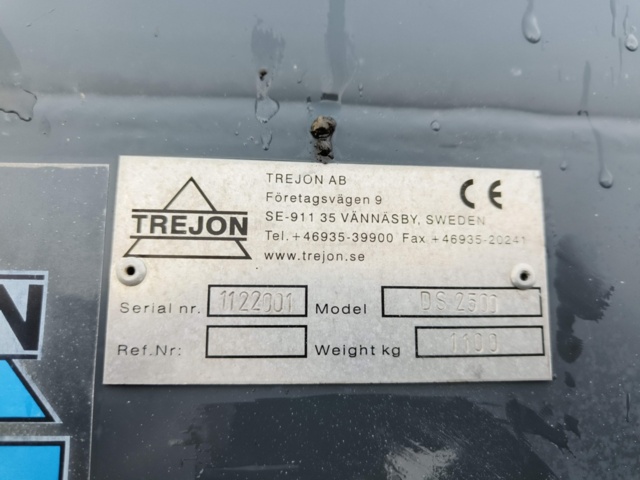 TREJON AB
Företagsvägen 9
SE-911 35 VÄNNÄSBY, SWEDEN
Tel.+46935-39900 Fax +46935-20241
www.trejon.se
TREJON
CE
Serial nr. 1122001 Model DS 2500
Ref.Nr: Weight kg 1100
ON